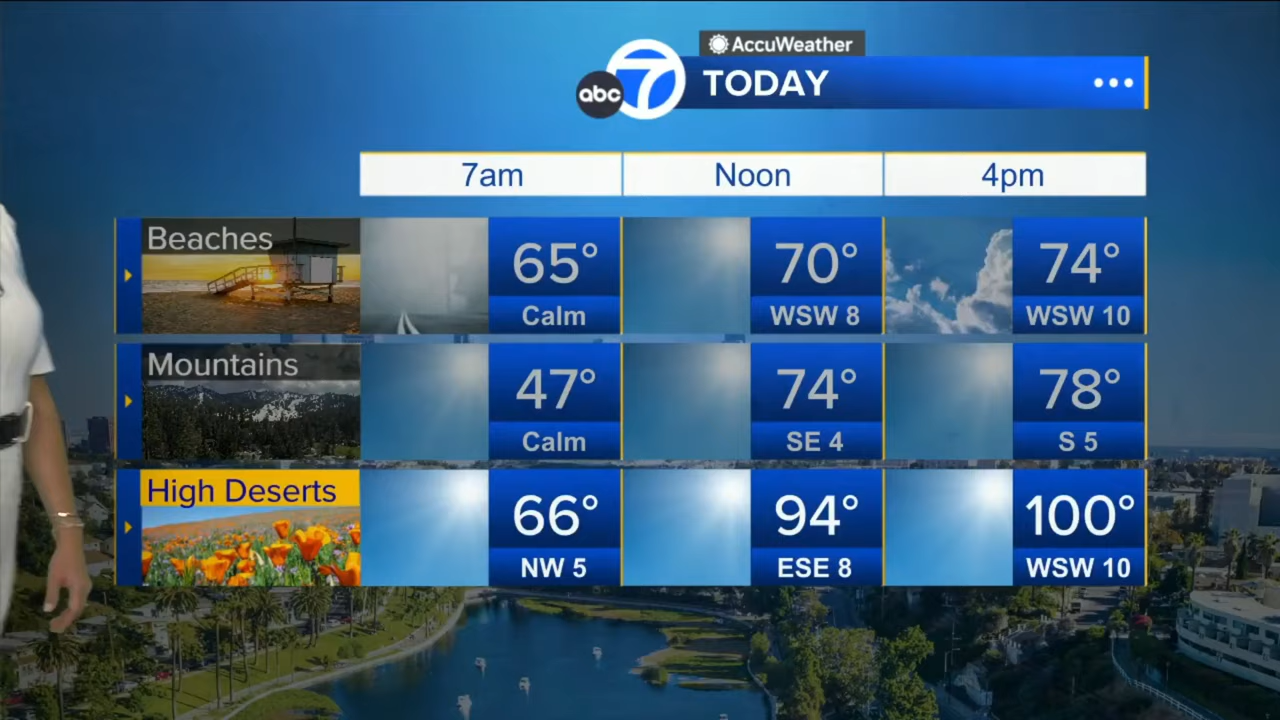 AccuWeather
abc 7 TODAY
7am Noon 4pm
Beaches 65° 70° 74°
Calm WSW 8 WSW 10
Mountains 47° 74° 78°
Calm SE 4 S 5
High Deserts 66° 94° 100°
NW 5 ESE 8 WSW 10